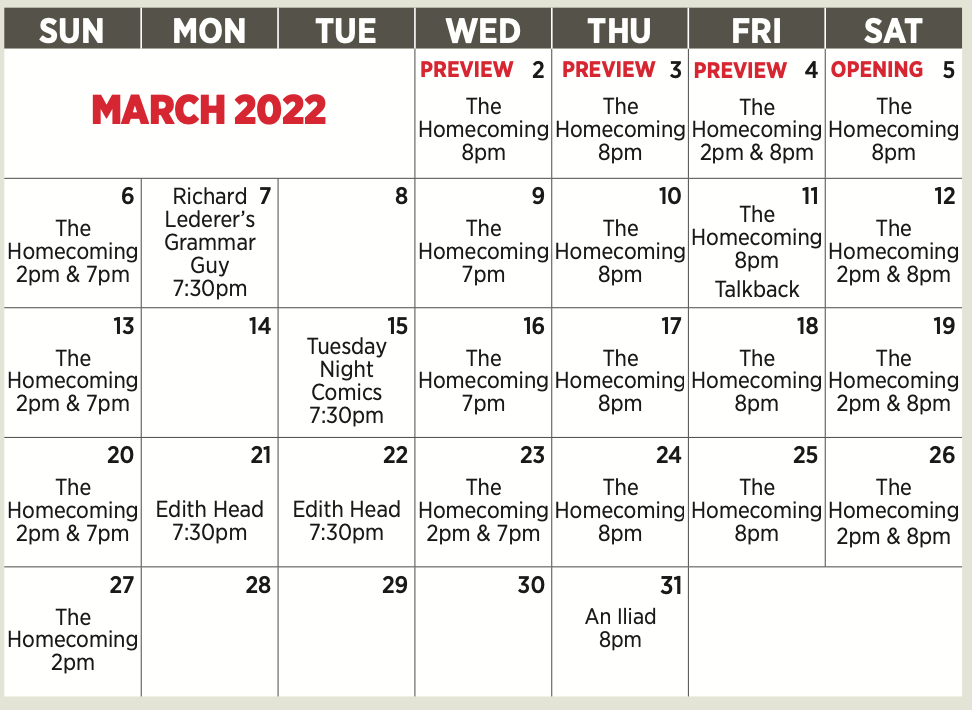 SUN MON TUE WED THU FRI SAT
MARCH 2022
PREVIEW 2
The
Homecoming
8pm
PREVIEW 3
The
Homecoming
8pm
PREVIEW 4
The
Homecoming
2pm & 8pm
OPENING 5
The
Homecoming
8pm
6
The
Homecoming
2pm & 7pm
Richard 7
Lederer’s
Grammar
Guy
7:30pm
8
9
The
Homecoming
7pm
10
The
Homecoming
8pm
11
The
Homecoming
8pm
Talkback
12
The
Homecoming
2pm & 8pm
13
The
Homecoming
2pm & 7pm
14
15
Tuesday
Night
Comics
7:30pm
16
The
Homecoming
7pm
17
The
Homecoming
8pm
18
The
Homecoming
8pm
19
The
Homecoming
2pm & 8pm
20
The
Homecoming
2pm & 7pm
21
Edith Head
7:30pm
22
Edith Head
7:30pm
23
The
Homecoming
2pm & 7pm
24
The
Homecoming
8pm
25
The
Homecoming
8pm
26
The
Homecoming
2pm & 8pm
27
The
Homecoming
2pm
28
29
30
31
An Iliad
8pm